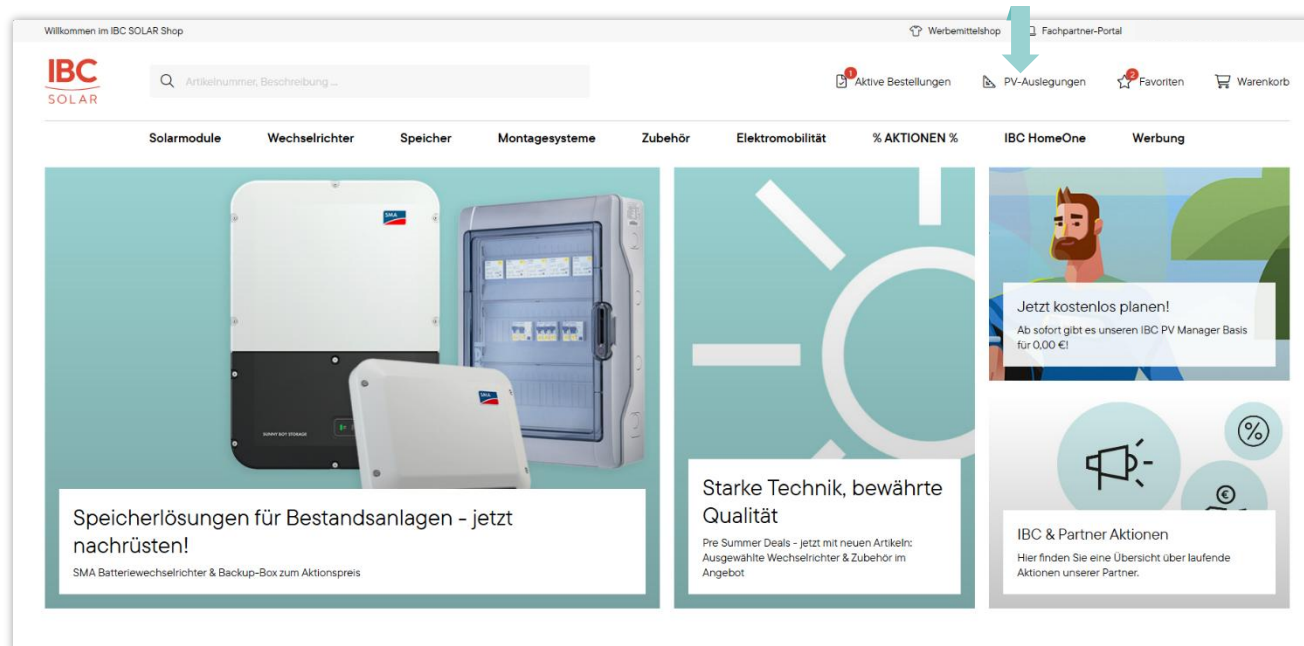 Willkommen im IBC SOLAR Shop
Werbemittelshop
Fachpartner-Portal
IBC
SOLAR
Artikelnummer, Beschreibung ...
1
Aktive Bestellungen
PV-Auslegungen
2
Favoriten
Warenkorb
Solarmodule
Wechselrichter
Speicher
Montagesysteme
Zubehör
Elektromobilität
% AKTIONEN %
IBC HomeOne
Werbung
SMA
SMA
SUNNY BOY STORAGE
Speicherlösungen für Bestandsanlagen - jetzt
nachrüsten!
SMA Batteriewechselrichter & Backup-Box zum Aktionspreis
Starke Technik, bewährte
Qualität
Pre Summer Deals - jetzt mit neuen Artikeln:
Ausgewählte Wechselrichter & Zubehör im
Angebot
Jetzt kostenlos planen!
Ab sofort gibt es unseren IBC PV Manager Basis
für 0,00 €!
%
€
IBC & Partner Aktionen
Hier finden Sie eine Übersicht über laufende
Aktionen unserer Partner.